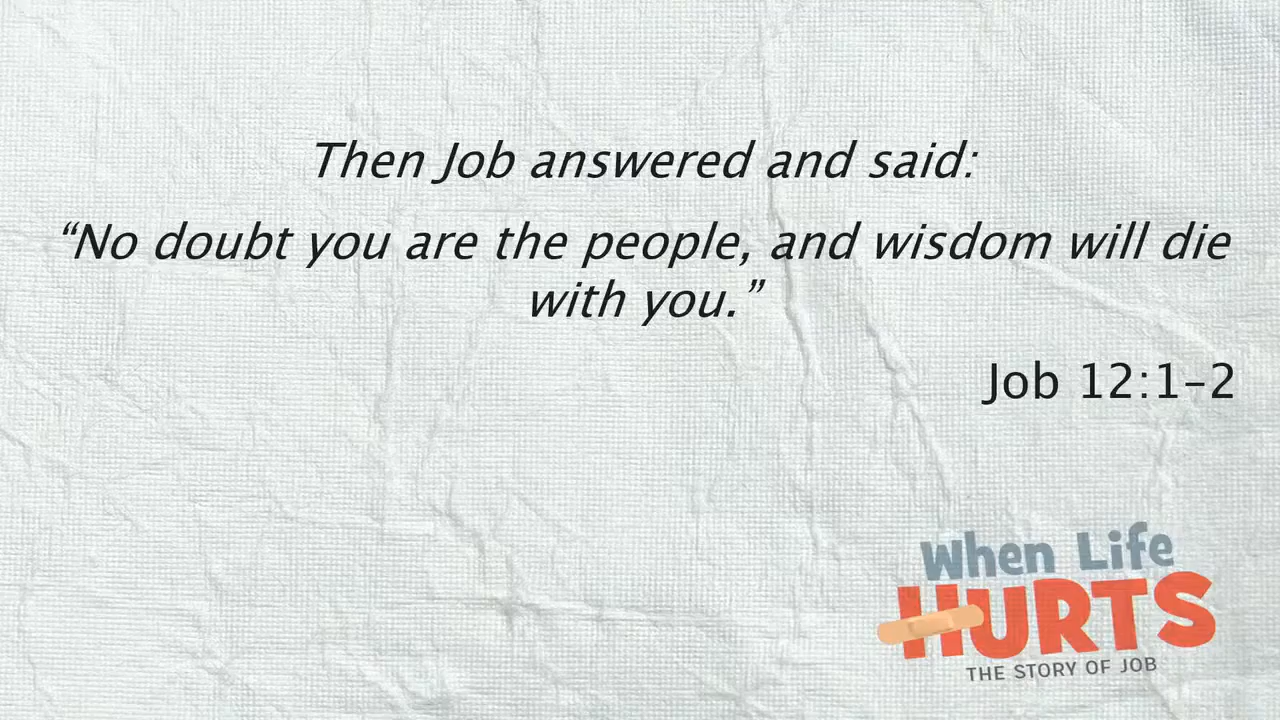 Then Job answered and said:
“No doubt you are the people, and wisdom will die
with you.”
Job 12:1–2
When Life
HURTS
THE STORY OF JOB